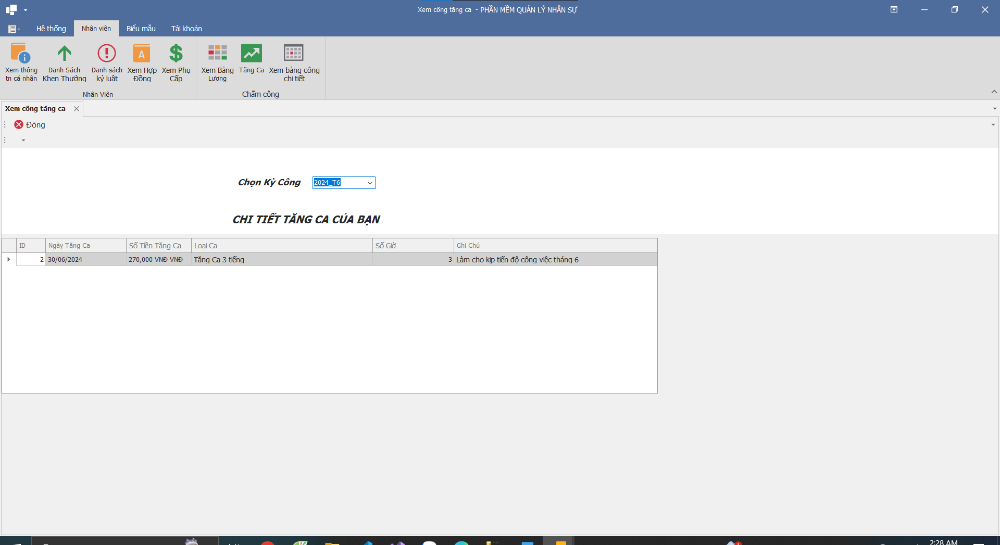 Xem công tăng ca - PHẦN MỀM QUẢN LÝ NHÂN SỰ
Hệ thống
Nhân viên
Biểu mẫu
Tài khoản
Xem thông
tn cá nhân
Danh Sách
Khen Thưởng
Danh sách
kỷ luật
Xem Hợp
Đồng
Xem Phụ
Cấp
Xem Bảng
Lương
Tăng Ca
Xem bảng công
chi tiết
Nhân Viên
Chấm công
Xem công tăng ca
Đóng
Chọn Kỳ Công 2024_T6
CHI TIẾT TĂNG CA CỦA BẠN
ID Ngày Tăng Ca Số Tiền Tăng Ca Loại Ca Số Giờ Ghi Chú
2 30/06/2024 270,000 VNĐ VNĐ Tăng Ca 3 tiếng 3 Làm cho kịp tiến độ công việc tháng 6
2:28 AM